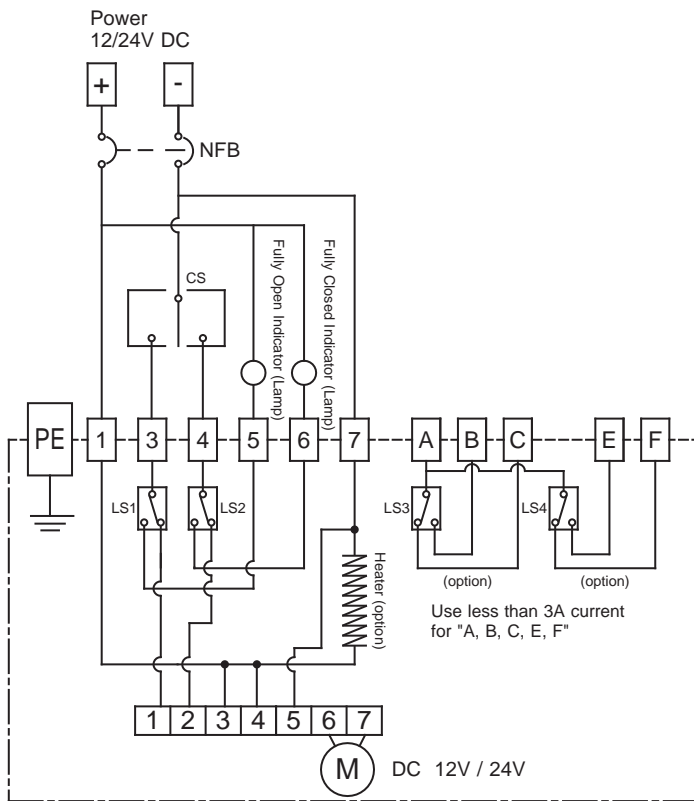 Power
12/24V DC
+ -
NFB
CS
Fully Open Indicator (Lamp)
Fully Closed Indicator (Lamp)
PE 1 3 4 5 6 7 A B C E F
LS1 LS2 LS3 LS4
Heater (option)
(option) (option)
Use less than 3A current
for "A, B, C, E, F"
1 2 3 4 5 6 7
M DC 12V / 24V